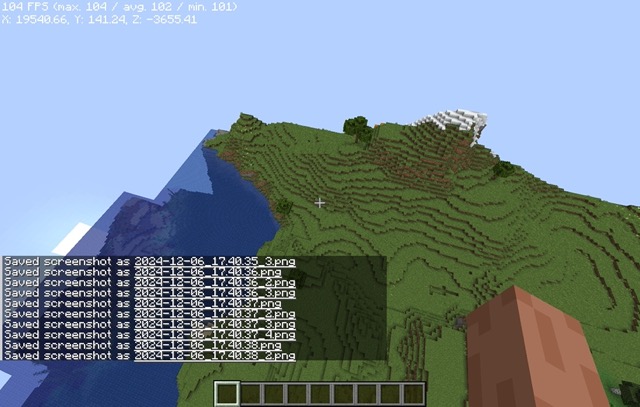 104 FPS (max. 104 / avg. 102 / min. 101)
X: 19540.66, Y: 141.24, Z: -3655.41
Saved screenshot as 2024-12-06_17.40.35_3.png
Saved screenshot as 2024-12-06_17.40.36.png
Saved screenshot as 2024-12-06_17.40.36_2.png
Saved screenshot as 2024-12-06_17.40.36_3.png
Saved screenshot as 2024-12-06_17.40.37.png
Saved screenshot as 2024-12-06_17.40.37_2.png
Saved screenshot as 2024-12-06_17.40.37_3.png
Saved screenshot as 2024-12-06_17.40.37_4.png
Saved screenshot as 2024-12-06_17.40.38.png
Saved screenshot as 2024-12-06_17.40.38_2.png